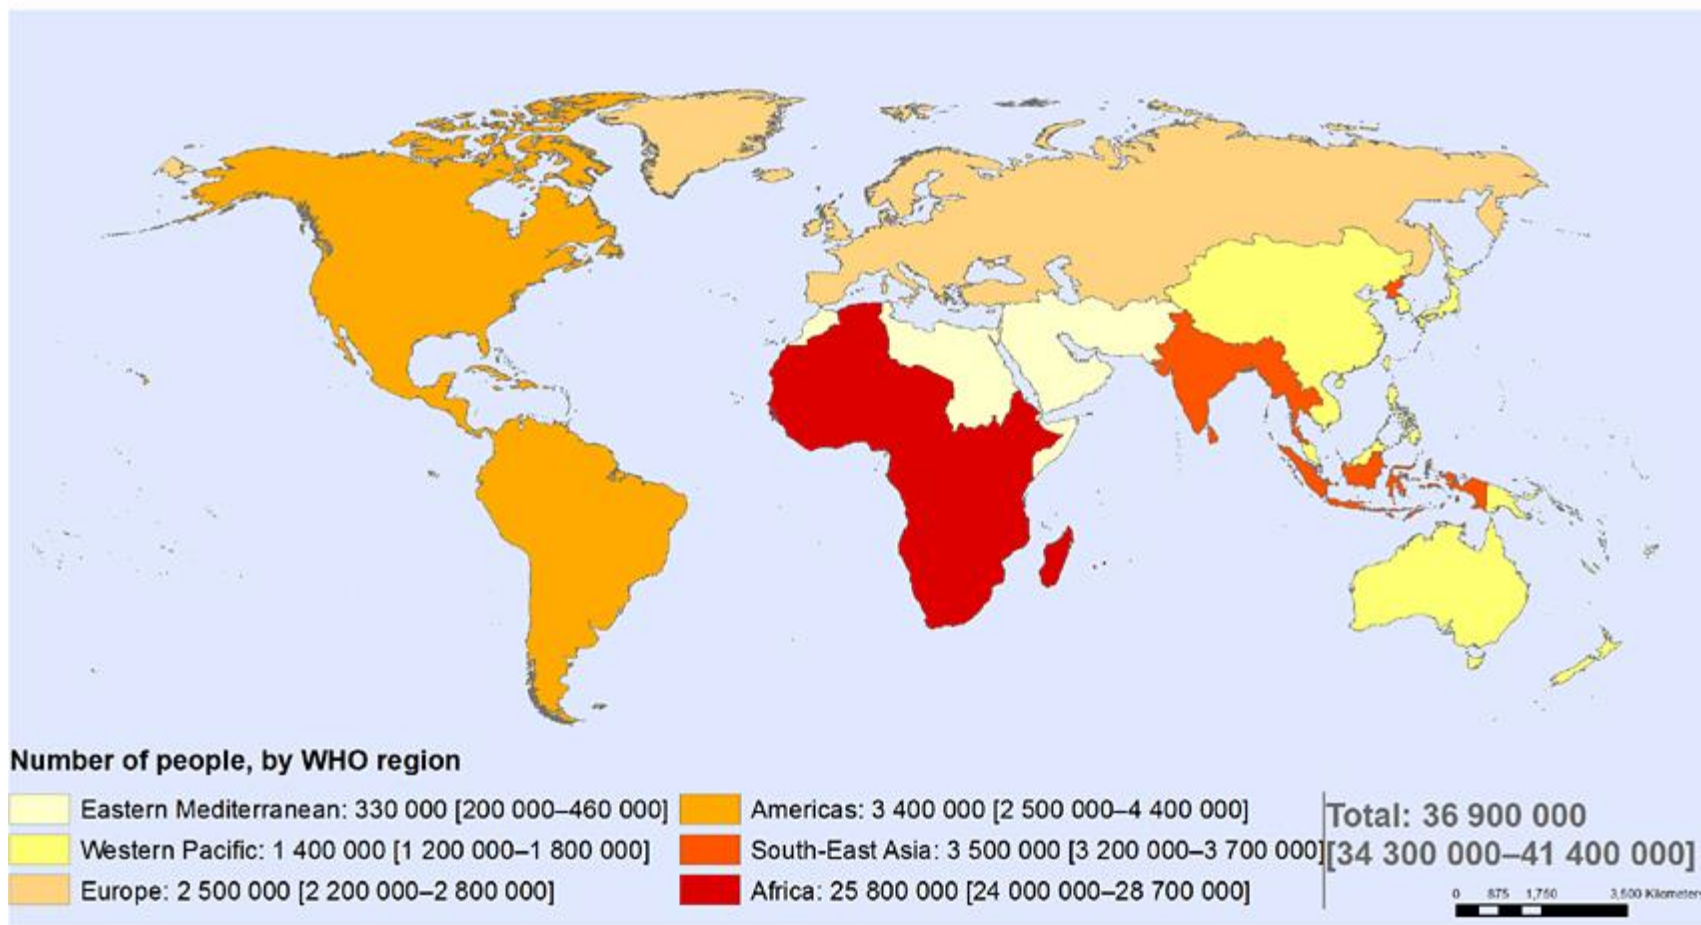 Number of people, by WHO region
Eastern Mediterranean: 330 000 [200 000–460 000]
Western Pacific: 1 400 000 [1 200 000–1 800 000]
Europe: 2 500 000 [2 200 000–2 800 000]
Americas: 3 400 000 [2 500 000–4 400 000]
South-East Asia: 3 500 000 [3 200 000–3 700 000]
Africa: 25 800 000 [24 000 000–28 700 000]
Total: 36 900 000
[34 300 000–41 400 000]
0 875 1,750 3,500 Kilometers